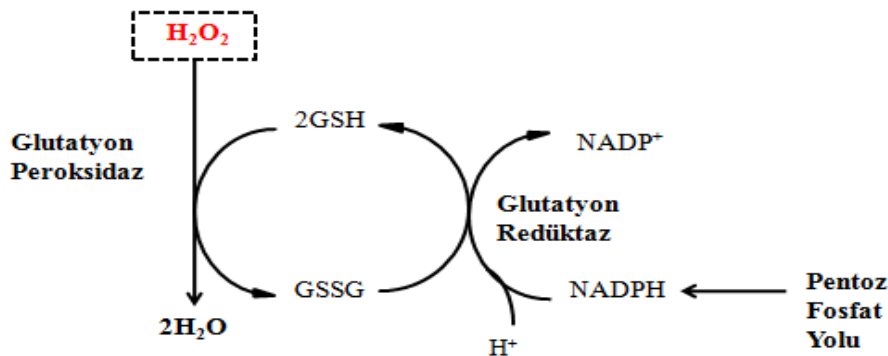 H₂O₂
2GSH
NADP⁺
Glutatyon
Peroksidaz
Glutatyon
Redüktaz
GSSG
NADPH
Pentoz
Fosfat
Yolu
2H₂O
H⁺